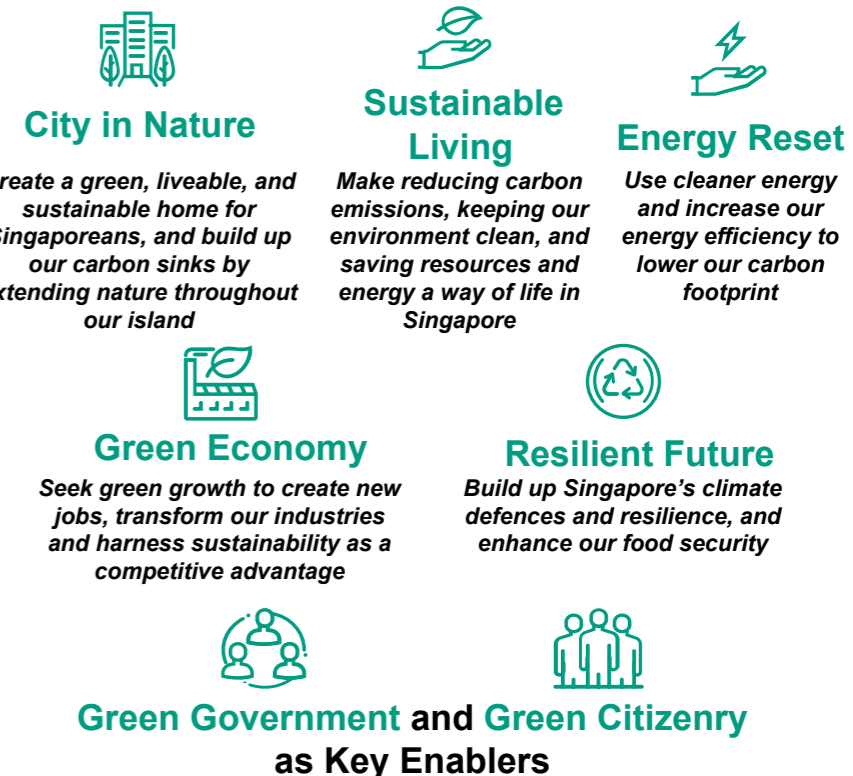 City in Nature
reate a green, liveable, and
sustainable home for
Singaporeans, and build up
our carbon sinks by
xtending nature throughout
our island
Sustainable
Living
Make reducing carbon
emissions, keeping our
environment clean, and
saving resources and
energy a way of life in
Singapore
Energy Reset
Use cleaner energy
and increase our
energy efficiency to
lower our carbon
footprint
Green Economy
Seek green growth to create new
jobs, transform our industries
and harness sustainability as a
competitive advantage
Resilient Future
Build up Singapore's climate
defences and resilience, and
enhance our food security
Green Government and Green Citizenry
as Key Enablers